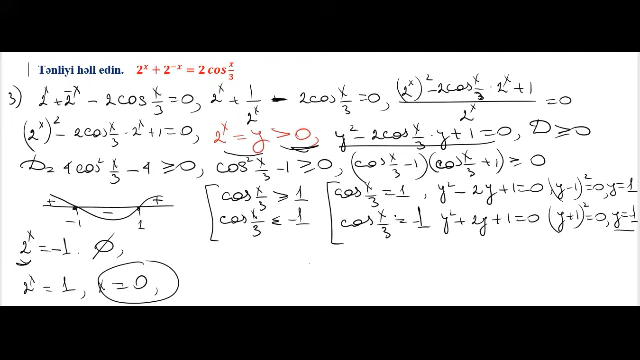 Tənliyi həll edin. 2^x + 2^-x = 2 cos x/3
3) 2^x + 2^-x - 2cos x/3 = 0, 2^x + 1/2^x - 2cos x/3 = 0, ((2^x)^2 - 2cos x/3 · 2^x + 1)/2^x = 0
(2^x)^2 - 2cos x/3 · 2^x + 1 = 0, 2^x = y > 0, y^2 - 2cos x/3 · y + 1 = 0, D ≥ 0
D = 4cos^2 x/3 - 4 ≥ 0, cos^2 x/3 - 1 ≥ 0, (cos x/3 - 1)(cos x/3 + 1) ≥ 0
+ - + -1 1
[ cos x/3 ≥ 1 [ cos x/3 = 1, y^2 - 2y + 1 = 0 (y-1)^2 = 0, y = 1
cos x/3 ≤ -1 cos x/3 = 1 y^2 + 2y + 1 = 0 (y+1)^2 = 0, y = 1
2^x = -1. ∅,
2^x = 1, x = 0,